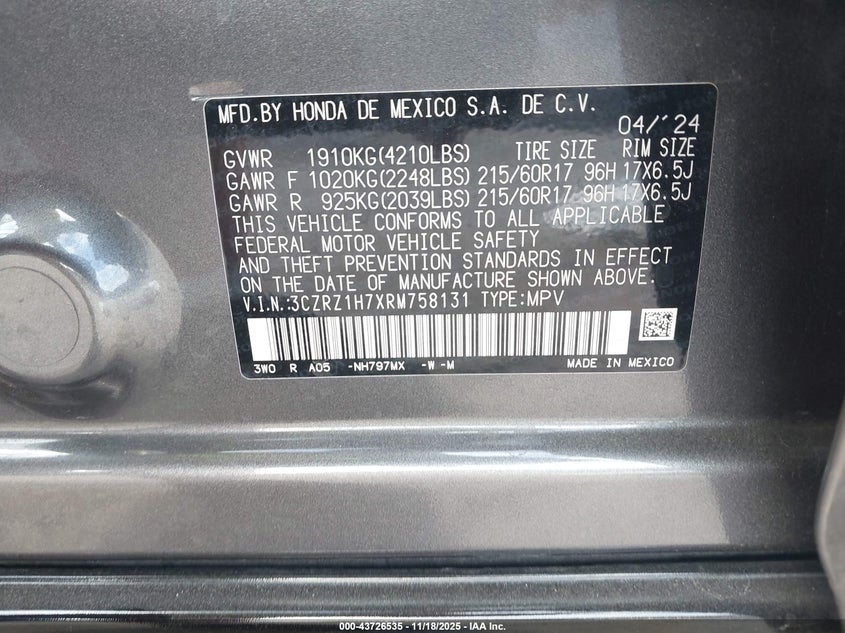 MFD.BY HONDA DE MEXICO S.A. DE C.V.
04/'24
GVWR 1910KG(4210LBS) TIRE SIZE RIM SIZE
GAWR F 1020KG(2248LBS) 215/60R17 96H 17X6.5J
GAWR R 925KG(2039LBS) 215/60R17 96H 17X6.5J
THIS VEHICLE CONFORMS TO ALL APPLICABLE
FEDERAL MOTOR VEHICLE SAFETY
AND THEFT PREVENTION STANDARDS IN EFFECT
ON THE DATE OF MANUFACTURE SHOWN ABOVE.
V.I.N.:3CZRZ1H7XRM758131 TYPE:MPV
3W0 R A05 -NH797MX -W -M MADE IN MEXICO
000-43726535 - 11/18/2025 - IAA Inc.